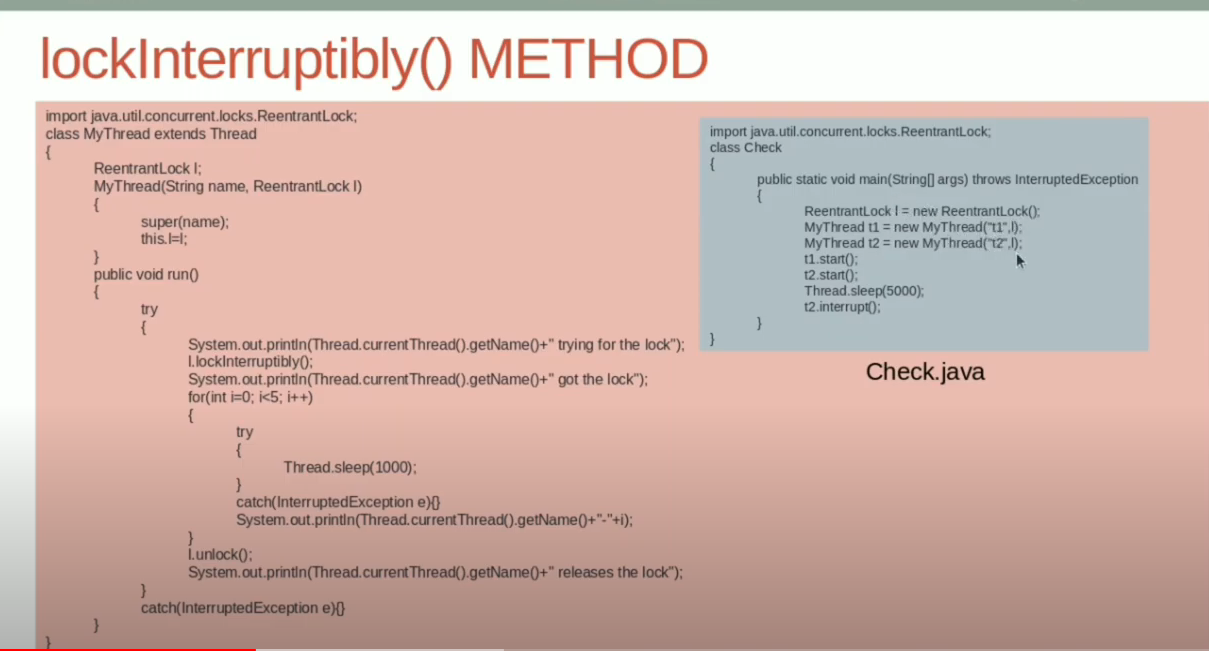 lockInterruptibly() METHOD
import java.util.concurrent.locks.ReentrantLock;
class MyThread extends Thread
{
ReentrantLock l;
MyThread(String name, ReentrantLock l)
{
super(name);
this.l=l;
}
public void run()
{
try
{
System.out.println(Thread.currentThread().getName()+" trying for the lock");
l.lockInterruptibly();
System.out.println(Thread.currentThread().getName()+" got the lock");
for(int i=0; i<5; i++)
{
try
{
Thread.sleep(1000);
}
catch(InterruptedException e){}
System.out.println(Thread.currentThread().getName()+"-"+i);
}
l.unlock();
System.out.println(Thread.currentThread().getName()+" releases the lock");
}
catch(InterruptedException e){}
}
}
import java.util.concurrent.locks.ReentrantLock;
class Check
{
public static void main(String[] args) throws InterruptedException
{
ReentrantLock l = new ReentrantLock();
MyThread t1 = new MyThread("t1",l);
MyThread t2 = new MyThread("t2",l);
t1.start();
t2.start();
Thread.sleep(5000);
t2.interrupt();
}
}
Check.java